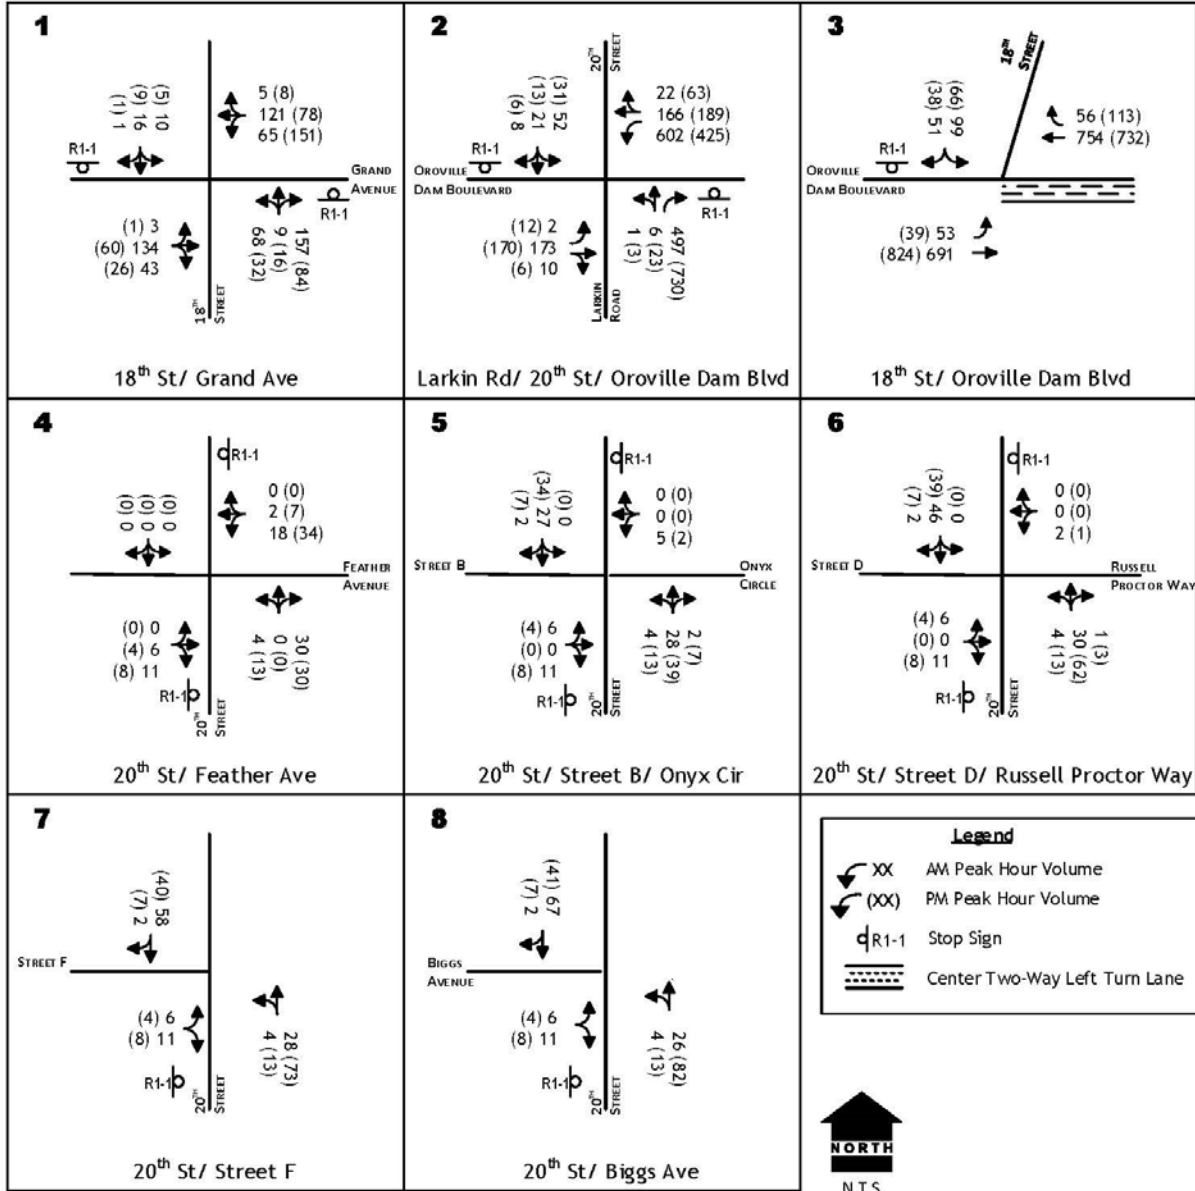 1
(1) 1
(9) 16
(5) 10
5 (8)
121 (78)
65 (151)
R1-1
GRAND
AVENUE
R1-1
(1) 3
(60) 134
(26) 43
68 (32)
9 (16)
157 (84)
18TH
STREET
18th St/ Grand Ave
2
20TH
STREET
(6) 8
(13) 21
(31) 52
22 (63)
166 (189)
602 (425)
R1-1
OROVILLE
DAM BOULEVARD
R1-1
(12) 2
(170) 173
(6) 10
1 (3)
6 (23)
497 (730)
LARKIN
ROAD
Larkin Rd/ 20th St/ Oroville Dam Blvd
3
18TH
STREET
(38) 51
(66) 99
56 (113)
754 (732)
R1-1
OROVILLE
DAM BOULEVARD
(39) 53
(824) 691
18th St/ Oroville Dam Blvd
4
R1-1
(0) 0
(0) 0
(0) 0
0 (0)
2 (7)
18 (34)
FEATHER
AVENUE
(0) 0
(4) 6
(8) 11
4 (13)
0 (0)
30 (30)
R1-1
20TH
STREET
20th St/ Feather Ave
5
R1-1
(7) 2
(34) 27
(0) 0
0 (0)
0 (0)
5 (2)
STREET B
ONYX
CIRCLE
(4) 6
(0) 0
(8) 11
4 (13)
28 (39)
2 (7)
R1-1
20TH
STREET
20th St/ Street B/ Onyx Cir
6
R1-1
(7) 2
(39) 46
(0) 0
0 (0)
0 (0)
2 (1)
STREET D
RUSSELL
PROCTOR WAY
(4) 6
(0) 0
(8) 11
4 (13)
30 (62)
1 (3)
R1-1
20TH
STREET
20th St/ Street D/ Russell Proctor Way
7
(7) 2
(40) 58
STREET F
(4) 6
(8) 11
4 (13)
28 (73)
R1-1
20TH
STREET
20th St/ Street F
8
(7) 2
(41) 67
BIGGS
AVENUE
(4) 6
(8) 11
4 (13)
26 (82)
R1-1
20TH
STREET
20th St/ Biggs Ave
Legend
XX AM Peak Hour Volume
(XX) PM Peak Hour Volume
R1-1 Stop Sign
Center Two-Way Left Turn Lane
NORTH
N.T.S.